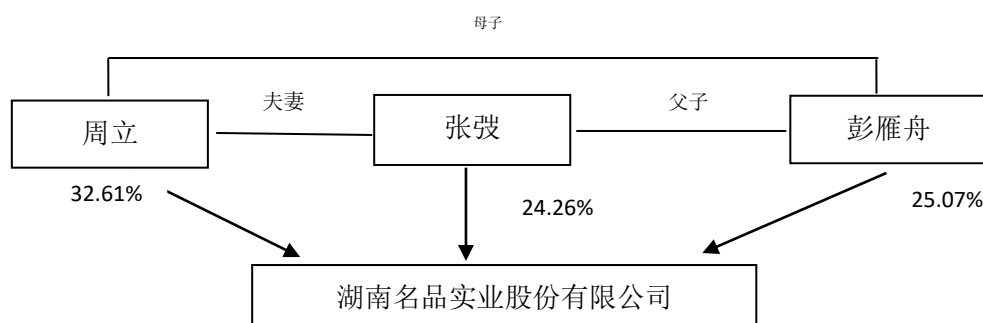 母子
夫妻
父子
周立
张弢
彭雁舟
32.61%
24.26%
25.07%
湖南名品实业股份有限公司